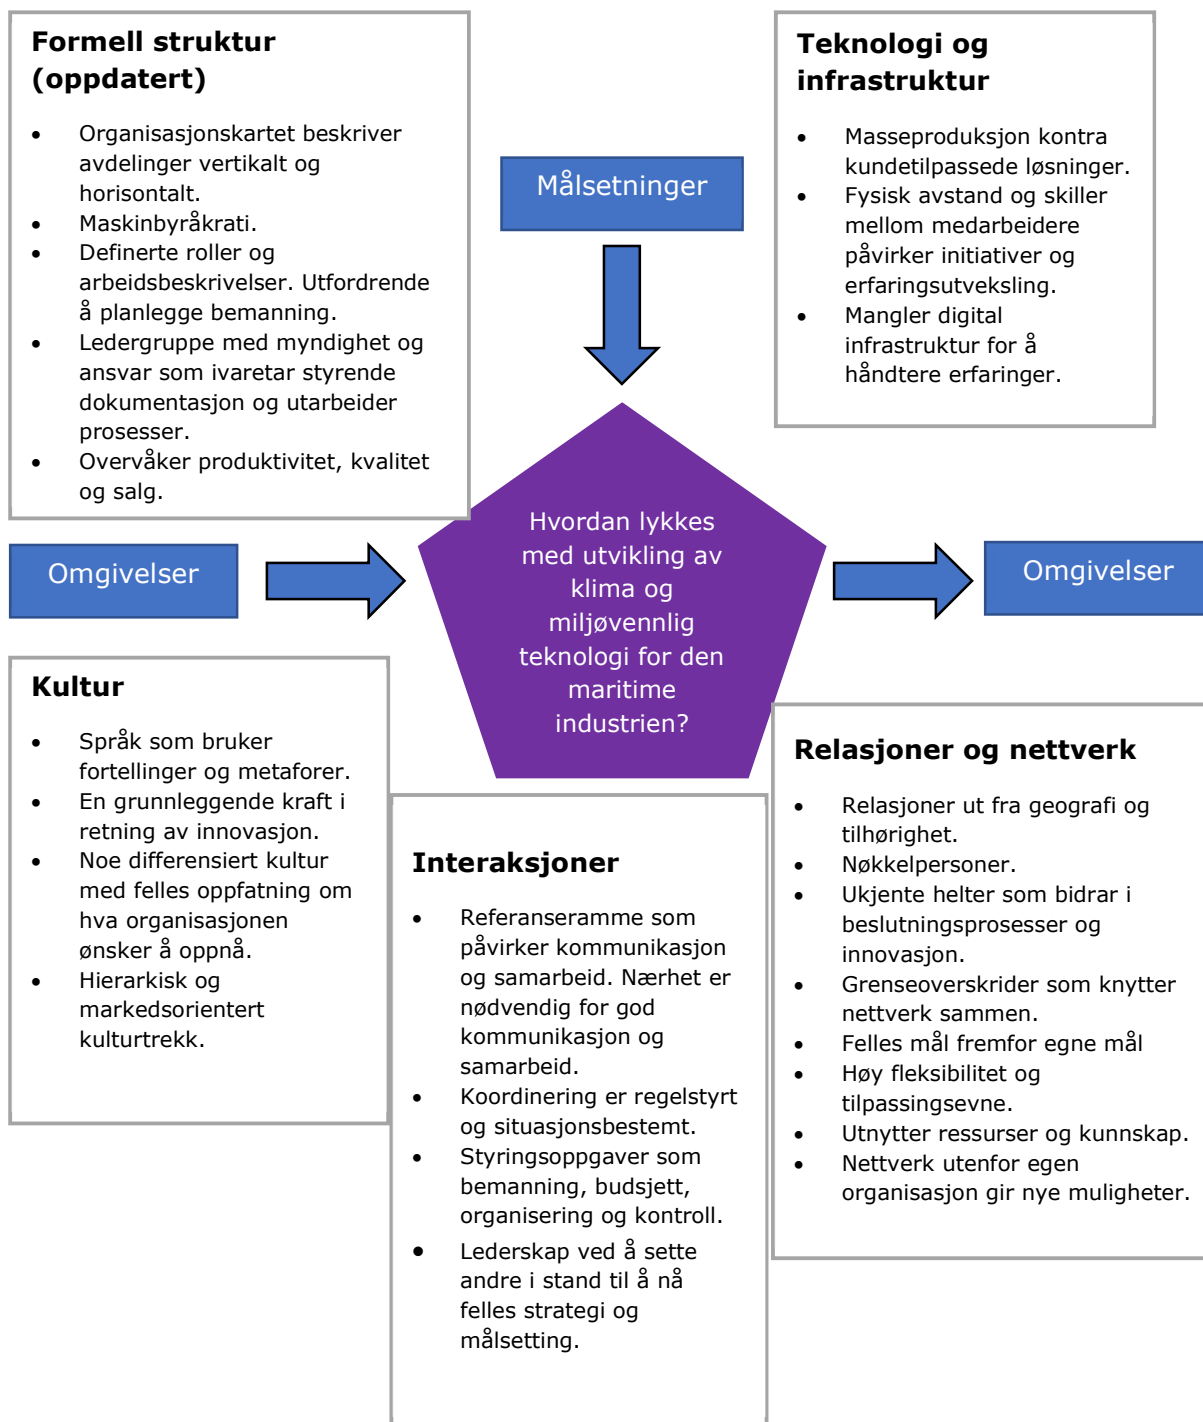 Formell struktur
(oppdatert)
• Organisasjonskartet beskriver
avdelinger vertikalt og
horisontalt.
• Maskinbyråkrati.
• Definerte roller og
arbeidsbeskrivelser. Utfordrende
å planlegge bemanning.
• Ledergruppe med myndighet og
ansvar som ivaretar styrende
dokumentasjon og utarbeider
prosesser.
• Overvåker produktivitet, kvalitet
og salg.
Målsetninger
Teknologi og
infrastruktur
• Masseproduksjon kontra
kundetilpassede løsninger.
• Fysisk avstand og skiller
mellom medarbeidere
påvirker initiativer og
erfaringsutveksling.
• Mangler digital
infrastruktur for å
håndtere erfaringer.
Omgivelser
Hvordan lykkes
med utvikling av
klima og
miljøvennlig
teknologi for den
maritime
industrien?
Omgivelser
Kultur
• Språk som bruker
fortellinger og metaforer.
• En grunnleggende kraft i
retning av innovasjon.
• Noe differensiert kultur
med felles oppfatning om
hva organisasjonen
ønsker å oppnå.
• Hierarkisk og
markedsorientert
kulturtrekk.
Interaksjoner
• Referanseramme som
påvirker kommunikasjon
og samarbeid. Nærhet er
nødvendig for god
kommunikasjon og
samarbeid.
• Koordinering er regelstyrt
og situasjonsbestemt.
• Styringsoppgaver som
bemanning, budsjett,
organisering og kontroll.
• Lederskap ved å sette
andre i stand til å nå
felles strategi og
målsetting.
Relasjoner og nettverk
• Relasjoner ut fra geografi og
tilhørighet.
• Nøkkelpersoner.
• Ukjente helter som bidrar i
beslutningsprosesser og
innovasjon.
• Grenseoverskrider som knytter
nettverk sammen.
• Felles mål fremfor egne mål
• Høy fleksibilitet og
tilpassingsevne.
• Utnytter ressurser og kunnskap.
• Nettverk utenfor egen
organisasjon gir nye muligheter.